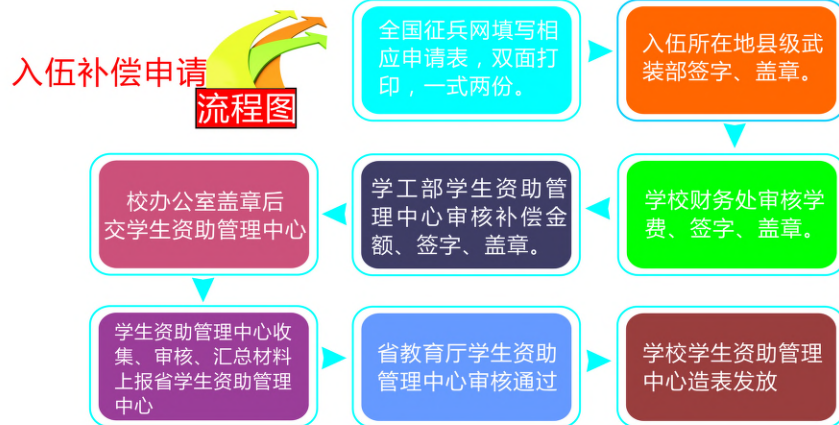 入伍补偿申请
流程图
全国征兵网填写相
应申请表，双面打
印，一式两份。
入伍所在地县级武
装部签字、盖章。
学校财务处审核学
费、签字、盖章。
学工部学生资助管
理中心审核补偿金
额、签字、盖章。
校办公室盖章后
交学生资助管理中心
学生资助管理中心收
集、审核、汇总材料
上报省学生资助管理
中心
省教育厅学生资助
管理中心审核通过
学校学生资助管理
中心造表发放